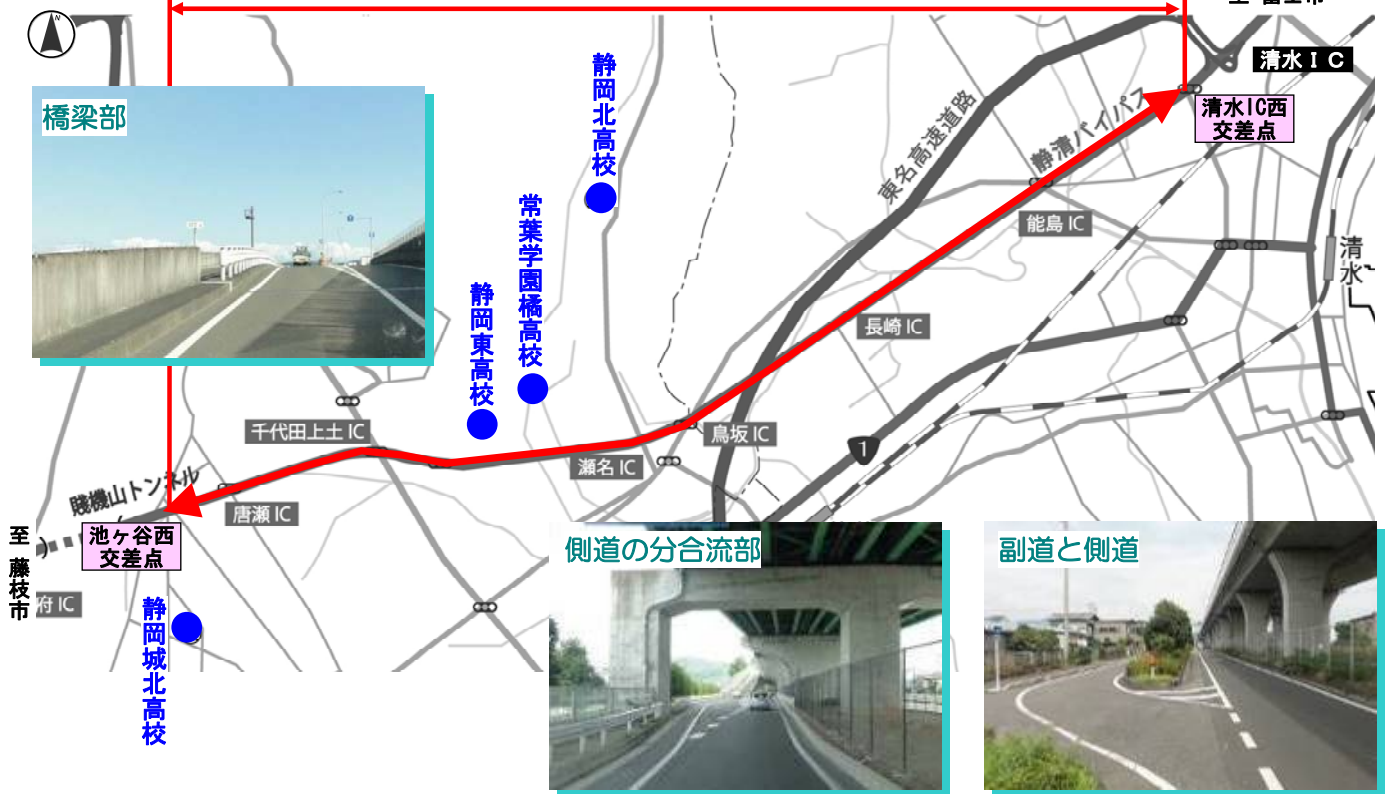 至 富士市
清水ＩＣ
橋梁部
静岡北高校
東名高速道路
静清バイパス
清水IC西
交差点
常葉学園橘高校
能島 IC
清水
静岡東高校
長崎 IC
千代田上土 IC
鳥坂 IC
1
瀬名 IC
賤機山トンネル
唐瀬 IC
至 藤枝市
池ヶ谷西
交差点
側道の分合流部
副道と側道
府 IC
静岡城北高校